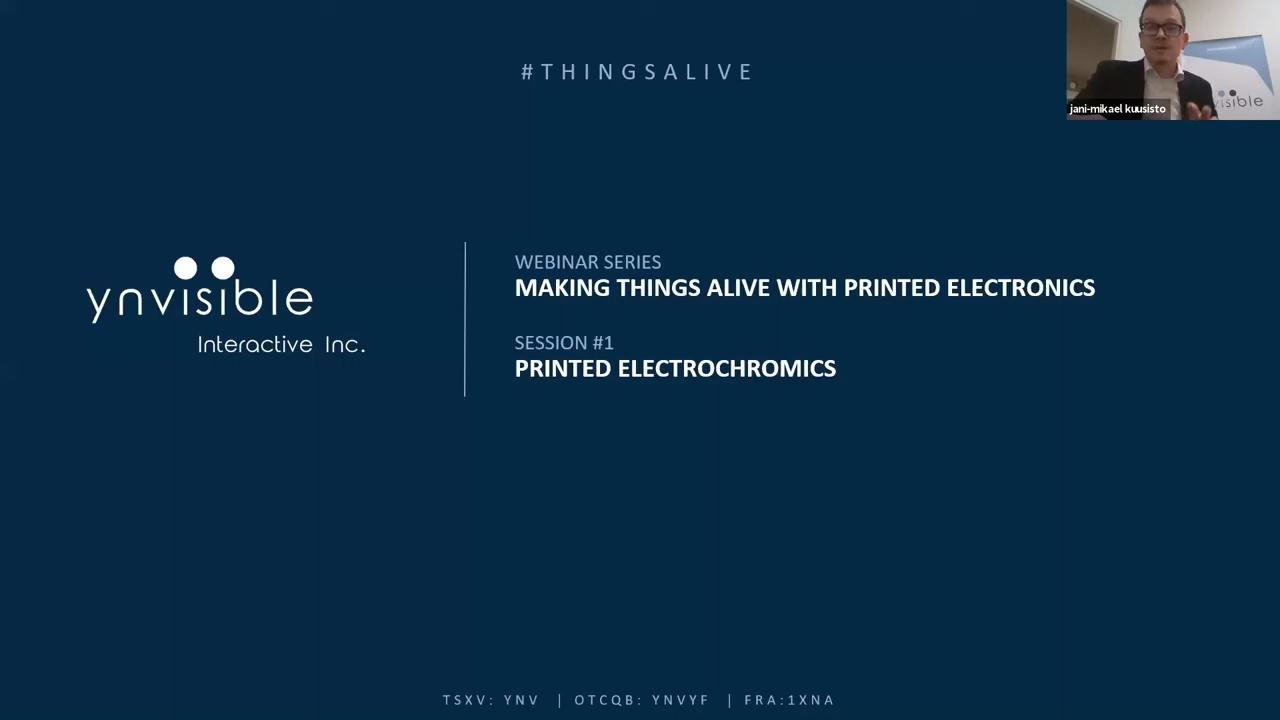 #THINGSALIVE
jani-mikael kuusisto
visible
ynvisible
Interactive Inc.
WEBINAR SERIES
MAKING THINGS ALIVE WITH PRINTED ELECTRONICS
SESSION #1
PRINTED ELECTROCHROMICS
TSXV: YNV | OTCQB: YNVYF | FRA:1XNA